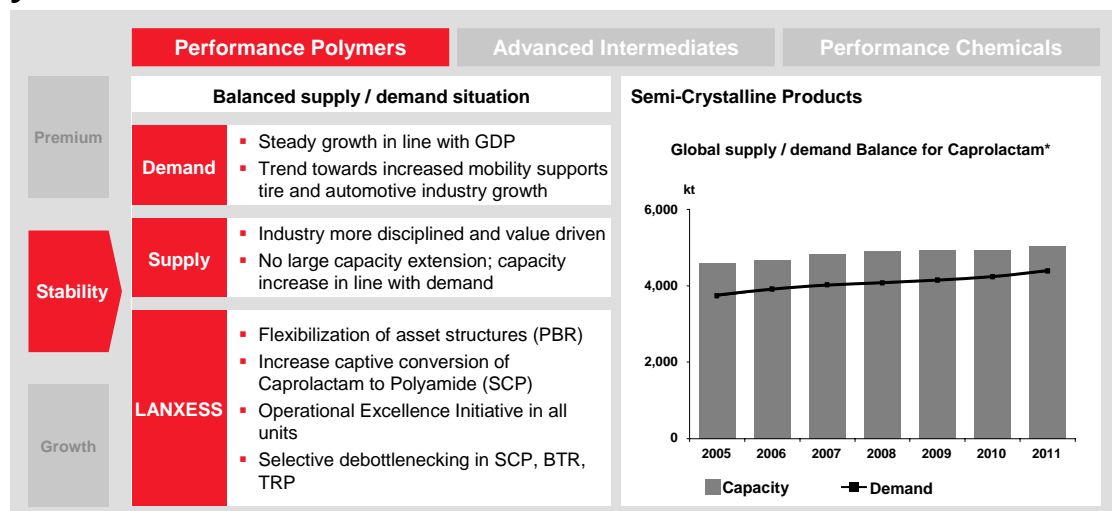 Performance Polymers
Advanced Intermediates
Performance Chemicals
Premium
Stability
Growth
Balanced supply / demand situation
Demand
▪ Steady growth in line with GDP
▪ Trend towards increased mobility supports
tire and automotive industry growth
Supply
▪ Industry more disciplined and value driven
▪ No large capacity extension; capacity
increase in line with demand
LANXESS
▪ Flexibilization of asset structures (PBR)
▪ Increase captive conversion of
Caprolactam to Polyamide (SCP)
▪ Operational Excellence Initiative in all
units
▪ Selective debottlenecking in SCP, BTR,
TRP
Semi-Crystalline Products
Global supply / demand Balance for Caprolactam*
kt
6,000
4,000
2,000
0
2005 2006 2007 2008 2009 2010 2011
Capacity
Demand